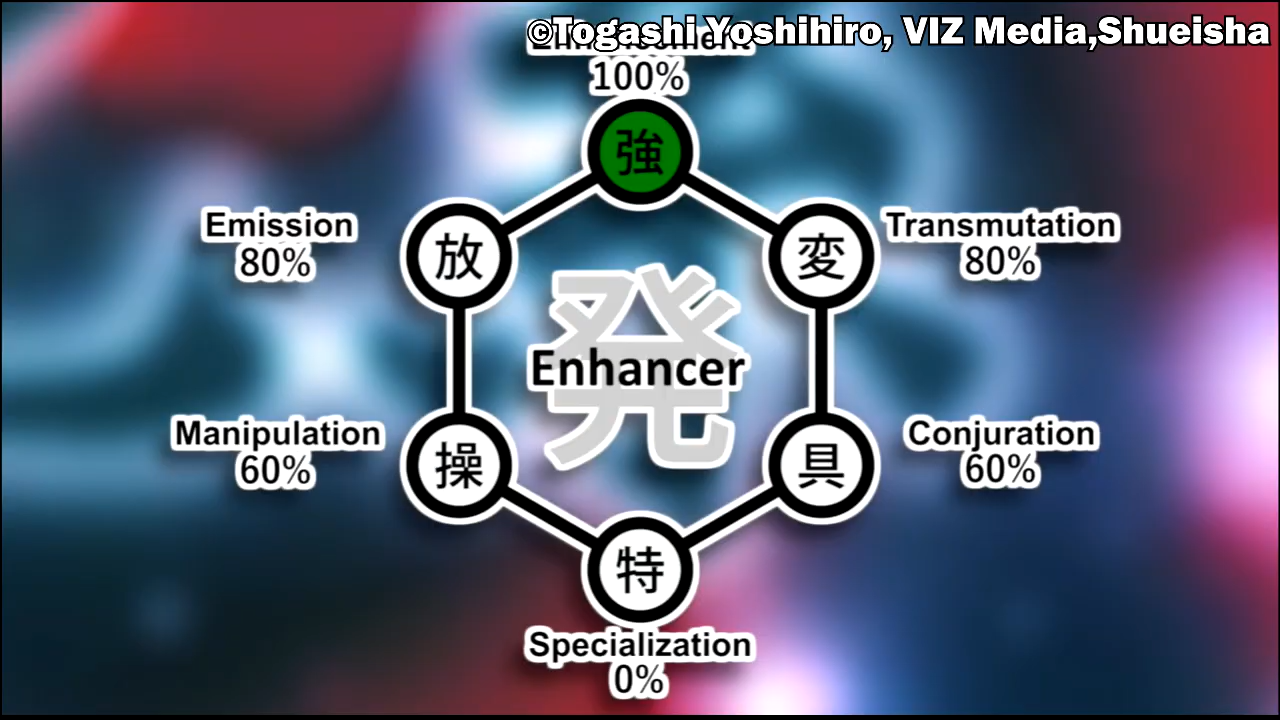 ©Togashi Yoshihiro, VIZ Media,Shueisha
Enhancement
100%
強
Emission
80%
放
変
Transmutation
80%
発
Enhancer
Manipulation
60%
操
具
Conjuration
60%
特
Specialization
0%